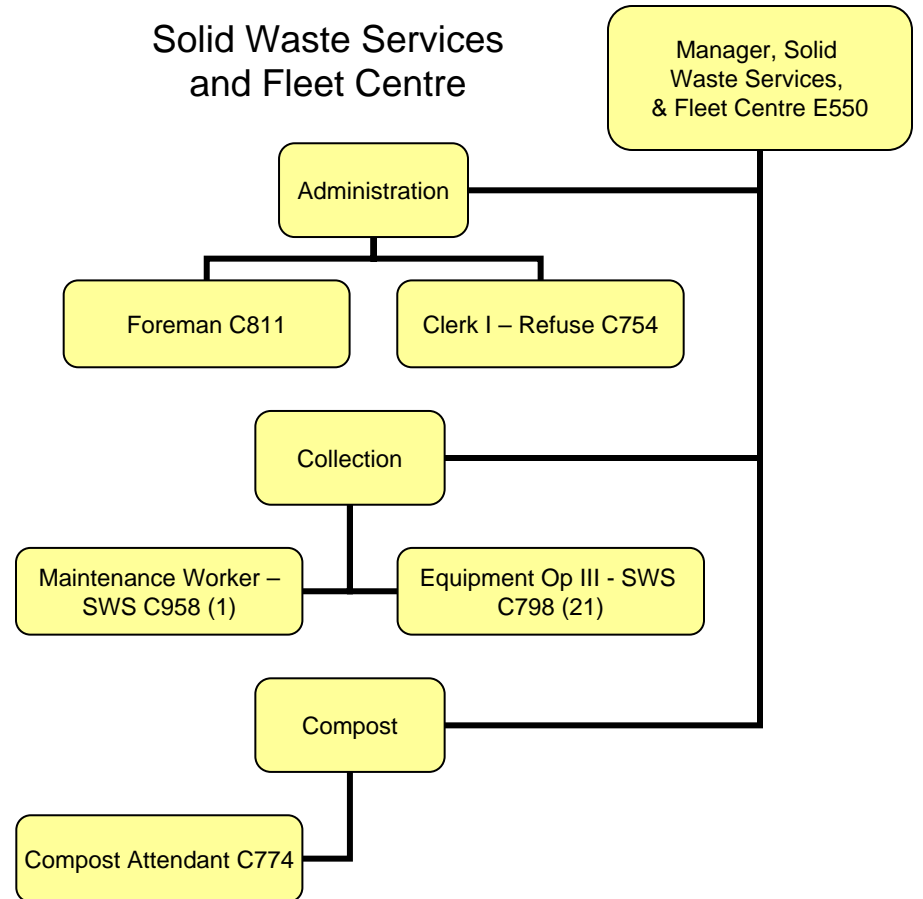 Solid Waste Services
and Fleet Centre
Manager, Solid
Waste Services,
& Fleet Centre E550
Administration
Foreman C811
Clerk I – Refuse C754
Collection
Maintenance Worker –
SWS C958 (1)
Equipment Op III - SWS
C798 (21)
Compost
Compost Attendant C774